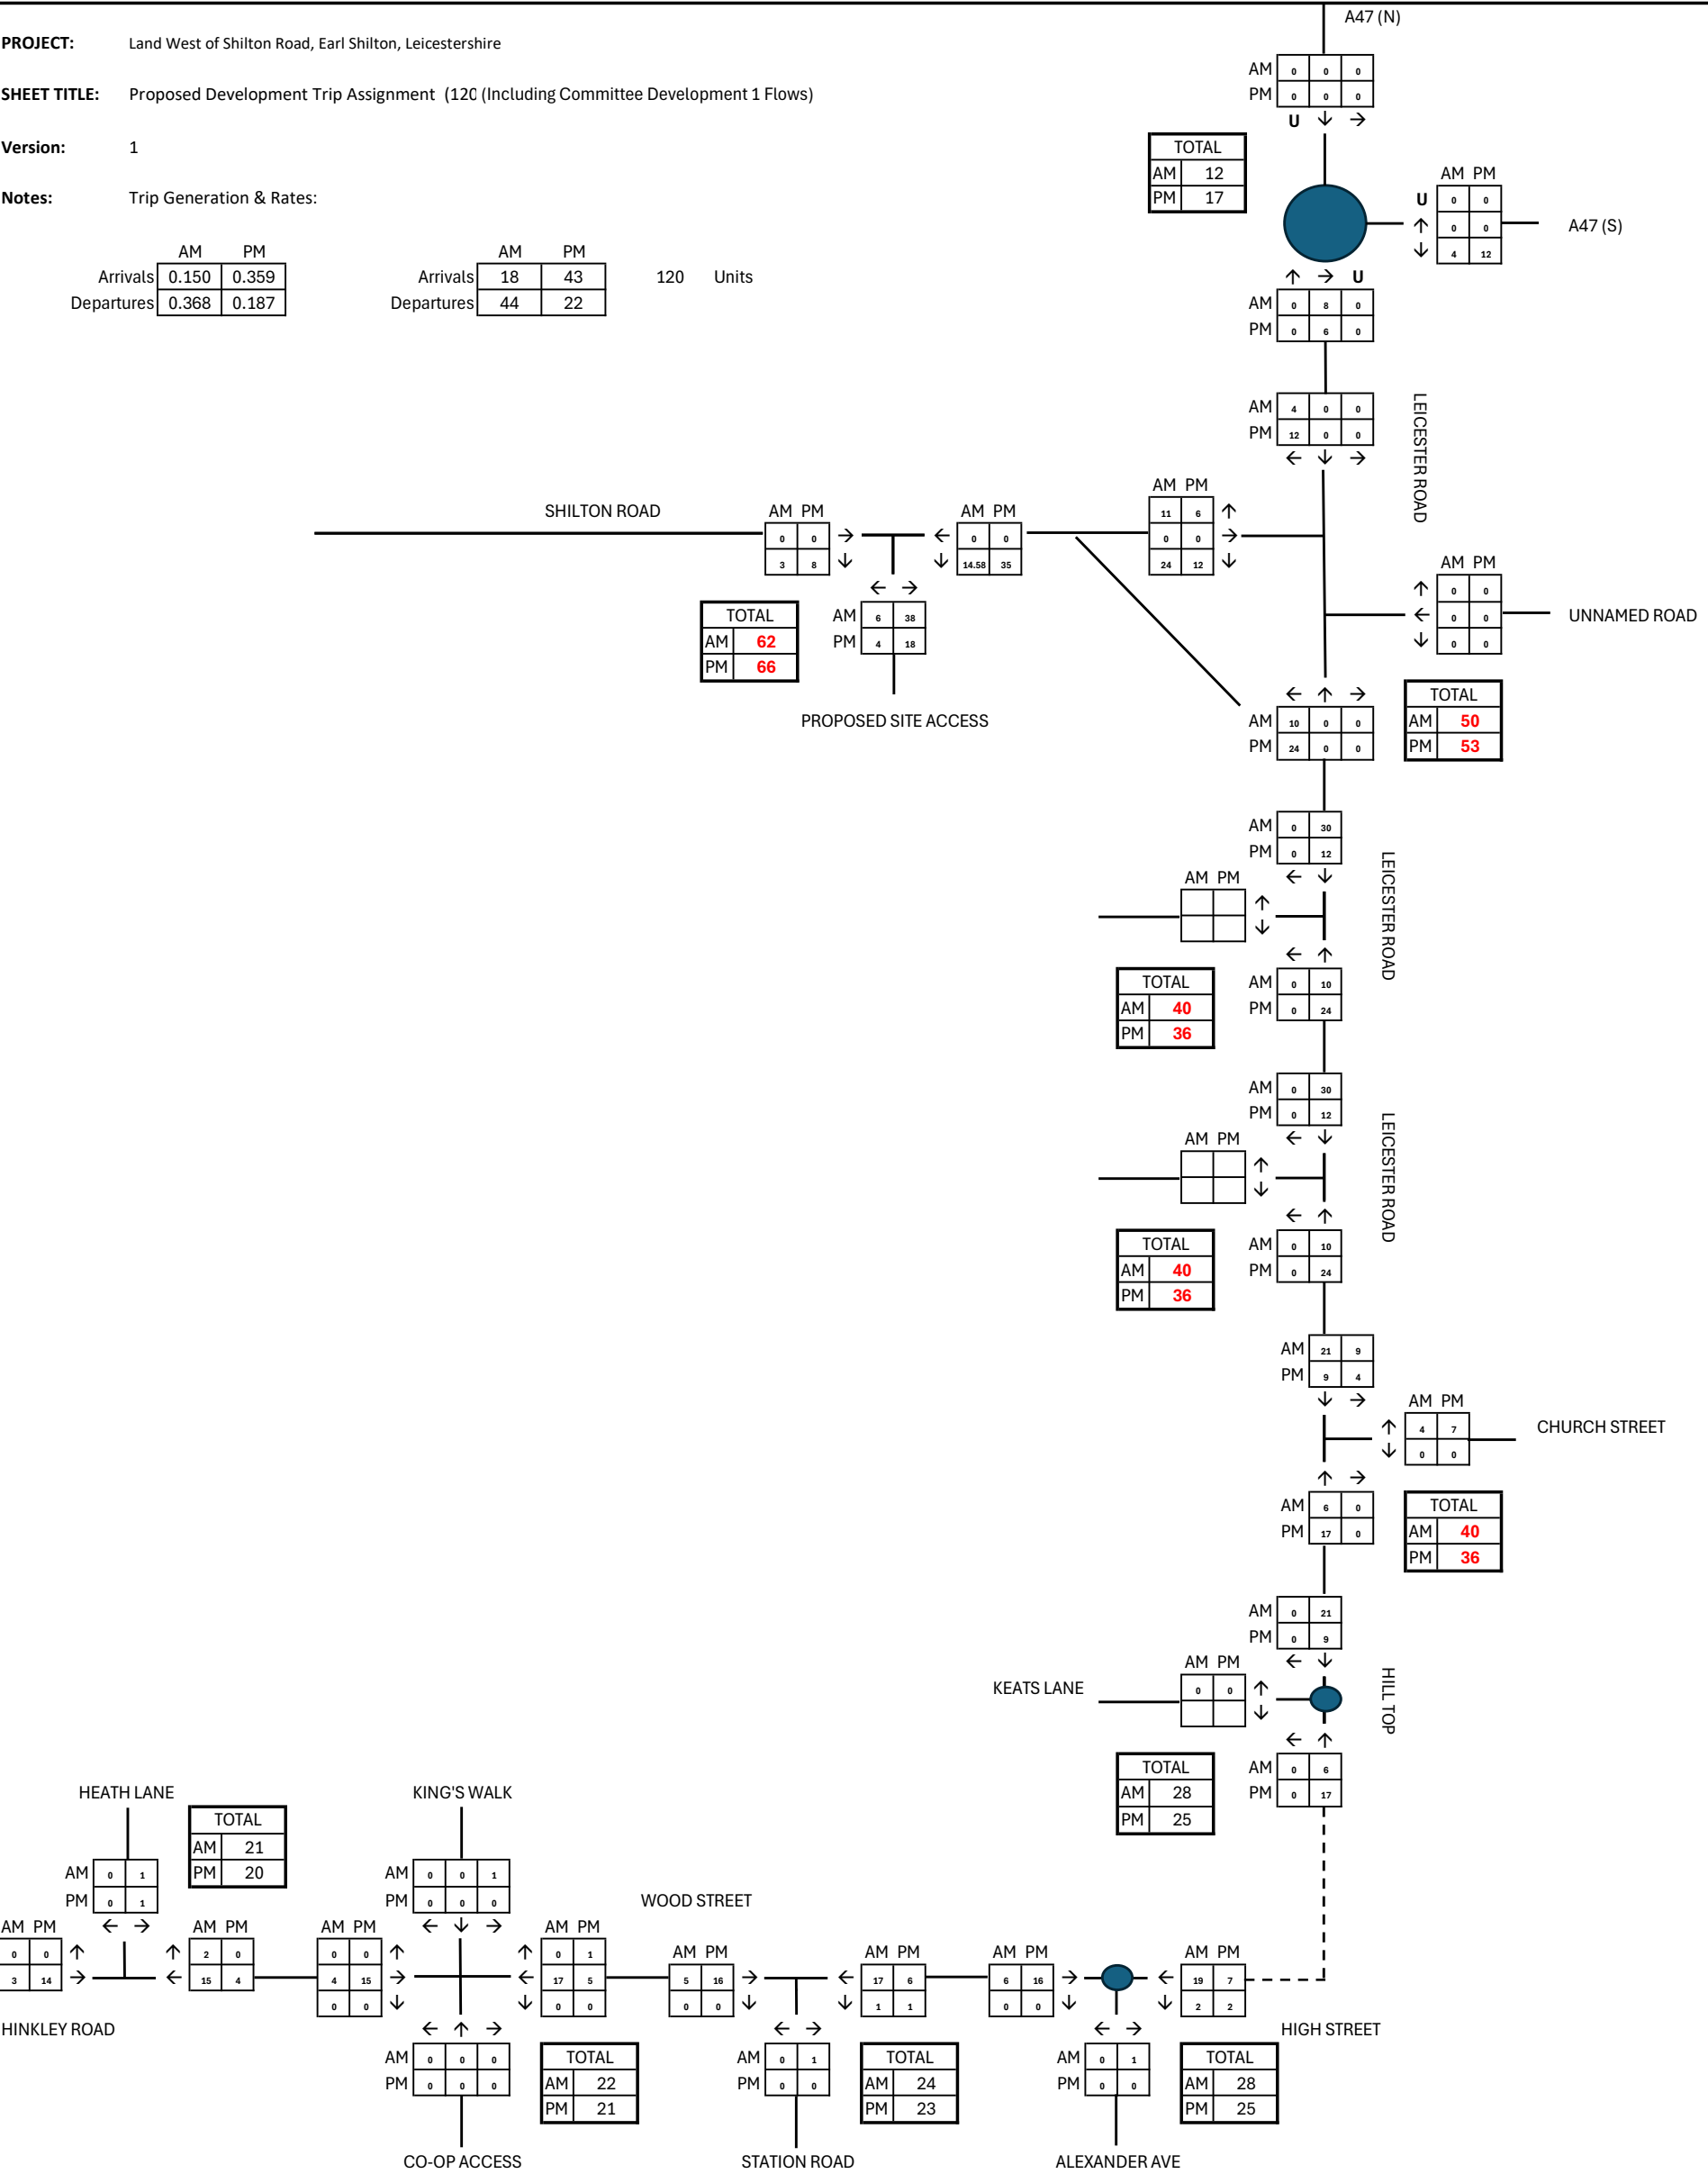 A47 (N)
PROJECT: Land West of Shilton Road, Earl Shilton, Leicestershire
AM 0 0 0
PM 0 0 0
U ↓ →
SHEET TITLE: Proposed Development Trip Assignment (120 (Including Committee Development 1 Flows)
Version: 1
TOTAL
AM 12
PM 17
Notes: Trip Generation & Rates:
AM PM
U 0 0
↑ 0 0
↓ 4 12
A47 (S)
AM PM
Arrivals 0.150 0.359
Departures 0.368 0.187
AM PM
Arrivals 18 43
Departures 44 22
120 Units
↑ → U
AM 0 8 0
PM 0 6 0
AM 4 0 0
PM 12 0 0
← ↓ →
LEICESTER ROAD
SHILTON ROAD
AM PM
0 0 →
3 8 ↓
AM PM
← 0 0
↓ 14.58 35
AM PM
11 6 ↑
0 0 →
24 12 ↓
← →
AM 6 38
PM 4 18
TOTAL
AM 62
PM 66
PROPOSED SITE ACCESS
AM PM
↑ 0 0
← 0 0
↓ 0 0
UNNAMED ROAD
← ↑ →
AM 10 0 0
PM 24 0 0
TOTAL
AM 50
PM 53
AM 0 30
PM 0 12
← ↓
LEICESTER ROAD
AM PM
↑
↓
← ↑
AM 0 10
PM 0 24
TOTAL
AM 40
PM 36
AM 0 30
PM 0 12
← ↓
LEICESTER ROAD
AM PM
↑
↓
← ↑
AM 0 10
PM 0 24
TOTAL
AM 40
PM 36
AM 21 9
PM 9 4
↓ →
AM PM
↑ 4 7
↓ 0 0
CHURCH STREET
↑ →
AM 6 0
PM 17 0
TOTAL
AM 40
PM 36
AM 0 21
PM 0 9
← ↓
HILL TOP
KEATS LANE
AM PM
0 0 ↑
↓
← ↑
AM 0 6
PM 0 17
TOTAL
AM 28
PM 25
HEATH LANE
TOTAL
AM 21
PM 20
AM 0 1
PM 0 1
← →
AM PM
0 0 ↑
3 14 →
AM PM
↑ 2 0
← 15 4
HINKLEY ROAD
KING'S WALK
AM 0 0 1
PM 0 0 0
← ↓ →
AM PM
0 0 ↑
4 15 →
0 0 ↓
AM PM
↑ 0 1
← 17 5
↓ 0 0
WOOD STREET
← ↑ →
AM 0 0 0
PM 0 0 0
TOTAL
AM 22
PM 21
CO-OP ACCESS
AM PM
5 16 →
0 0 ↓
AM PM
← 17 6
↓ 1 1
← →
AM 0 1
PM 0 0
TOTAL
AM 24
PM 23
STATION ROAD
AM PM
6 16 →
0 0 ↓
AM PM
← 19 7
↓ 2 2
HIGH STREET
← →
AM 0 1
PM 0 0
TOTAL
AM 28
PM 25
ALEXANDER AVE